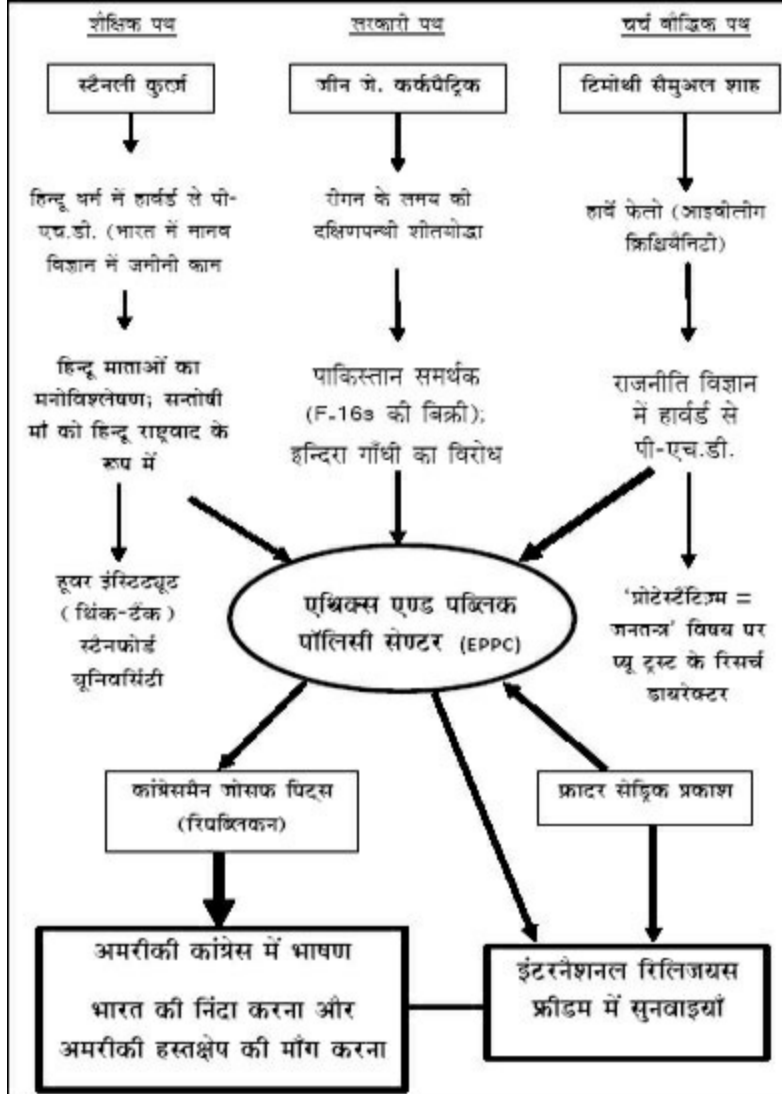 शैक्षिक पथ
सरकारी पथ
चर्च बौद्धिक पथ
स्टैनली कुर्त्ज़
जीन जे. कर्कपैट्रिक
टिमोथी सैमुअल शाह
हिन्दू धर्म में हार्वर्ड से पी-
एच.डी. (भारत में मानव
विज्ञान में जमीनी काम
रीगन के समय की
दक्षिणपन्थी शीतयोद्धा
हार्वे फेलो (आइवीलीग
क्रिश्चियैनिटी)
हिन्दू माताओं का
मनोविश्लेषण; सन्तोषी
माँ को हिन्दू राष्ट्रवाद के
रूप में
पाकिस्तान समर्थक
(F-16s की बिक्री);
इन्दिरा गाँधी का विरोध
राजनीति विज्ञान
में हार्वर्ड से
पी-एच.डी.
हूवर इंस्टिट्यूट
(थिंक-टैंक)
स्टैनफोर्ड
यूनिवर्सिटी
एथिक्स एण्ड पब्लिक
पॉलिसी सेण्टर (EPPC)
'प्रोटेस्टैंटिज़्म =
जनतन्त्र' विषय पर
प्यू ट्रस्ट के रिसर्च
डायरेक्टर
कांग्रेसमैन जोसफ पिट्स
(रिपब्लिकन)
फ़ादर सेड्रिक प्रकाश
अमरीकी कांग्रेस में भाषण
भारत की निंदा करना और
अमरीकी हस्तक्षेप की माँग करना
इंटरनैशनल रिलिजयस
फ्रीडम में सुनवाइयाँ